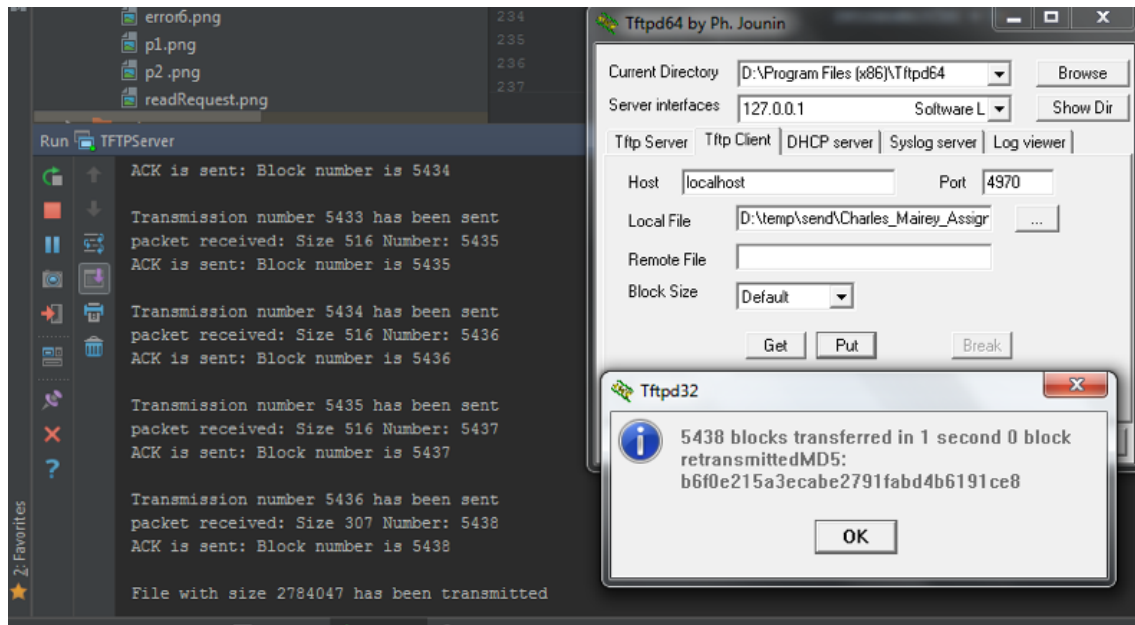 error6.png
p1.png
p2 .png
readRequest.png
234
235
236
237
Run TFTPServer
ACK is sent: Block number is 5434
Transmission number 5433 has been sent
packet received: Size 516 Number: 5435
ACK is sent: Block number is 5435
Transmission number 5434 has been sent
packet received: Size 516 Number: 5436
ACK is sent: Block number is 5436
Transmission number 5435 has been sent
packet received: Size 516 Number: 5437
ACK is sent: Block number is 5437
Transmission number 5436 has been sent
packet received: Size 307 Number: 5438
ACK is sent: Block number is 5438
File with size 2784047 has been transmitted
2: Favorites
Tftpd64 by Ph. Jounin
Current Directory D:\Program Files (x86)\Tftpd64 Browse
Server interfaces 127.0.0.1 Software L Show Dir
Tftp Server Tftp Client DHCP server Syslog server Log viewer
Host localhost Port 4970
Local File D:\temp\send\Charles_Mairey_Assigr ...
Remote File
Block Size Default
Get Put Break
Tftpd32
5438 blocks transferred in 1 second 0 block
retransmittedMD5:
b6f0e215a3ecabe2791fabd4b6191ce8
OK